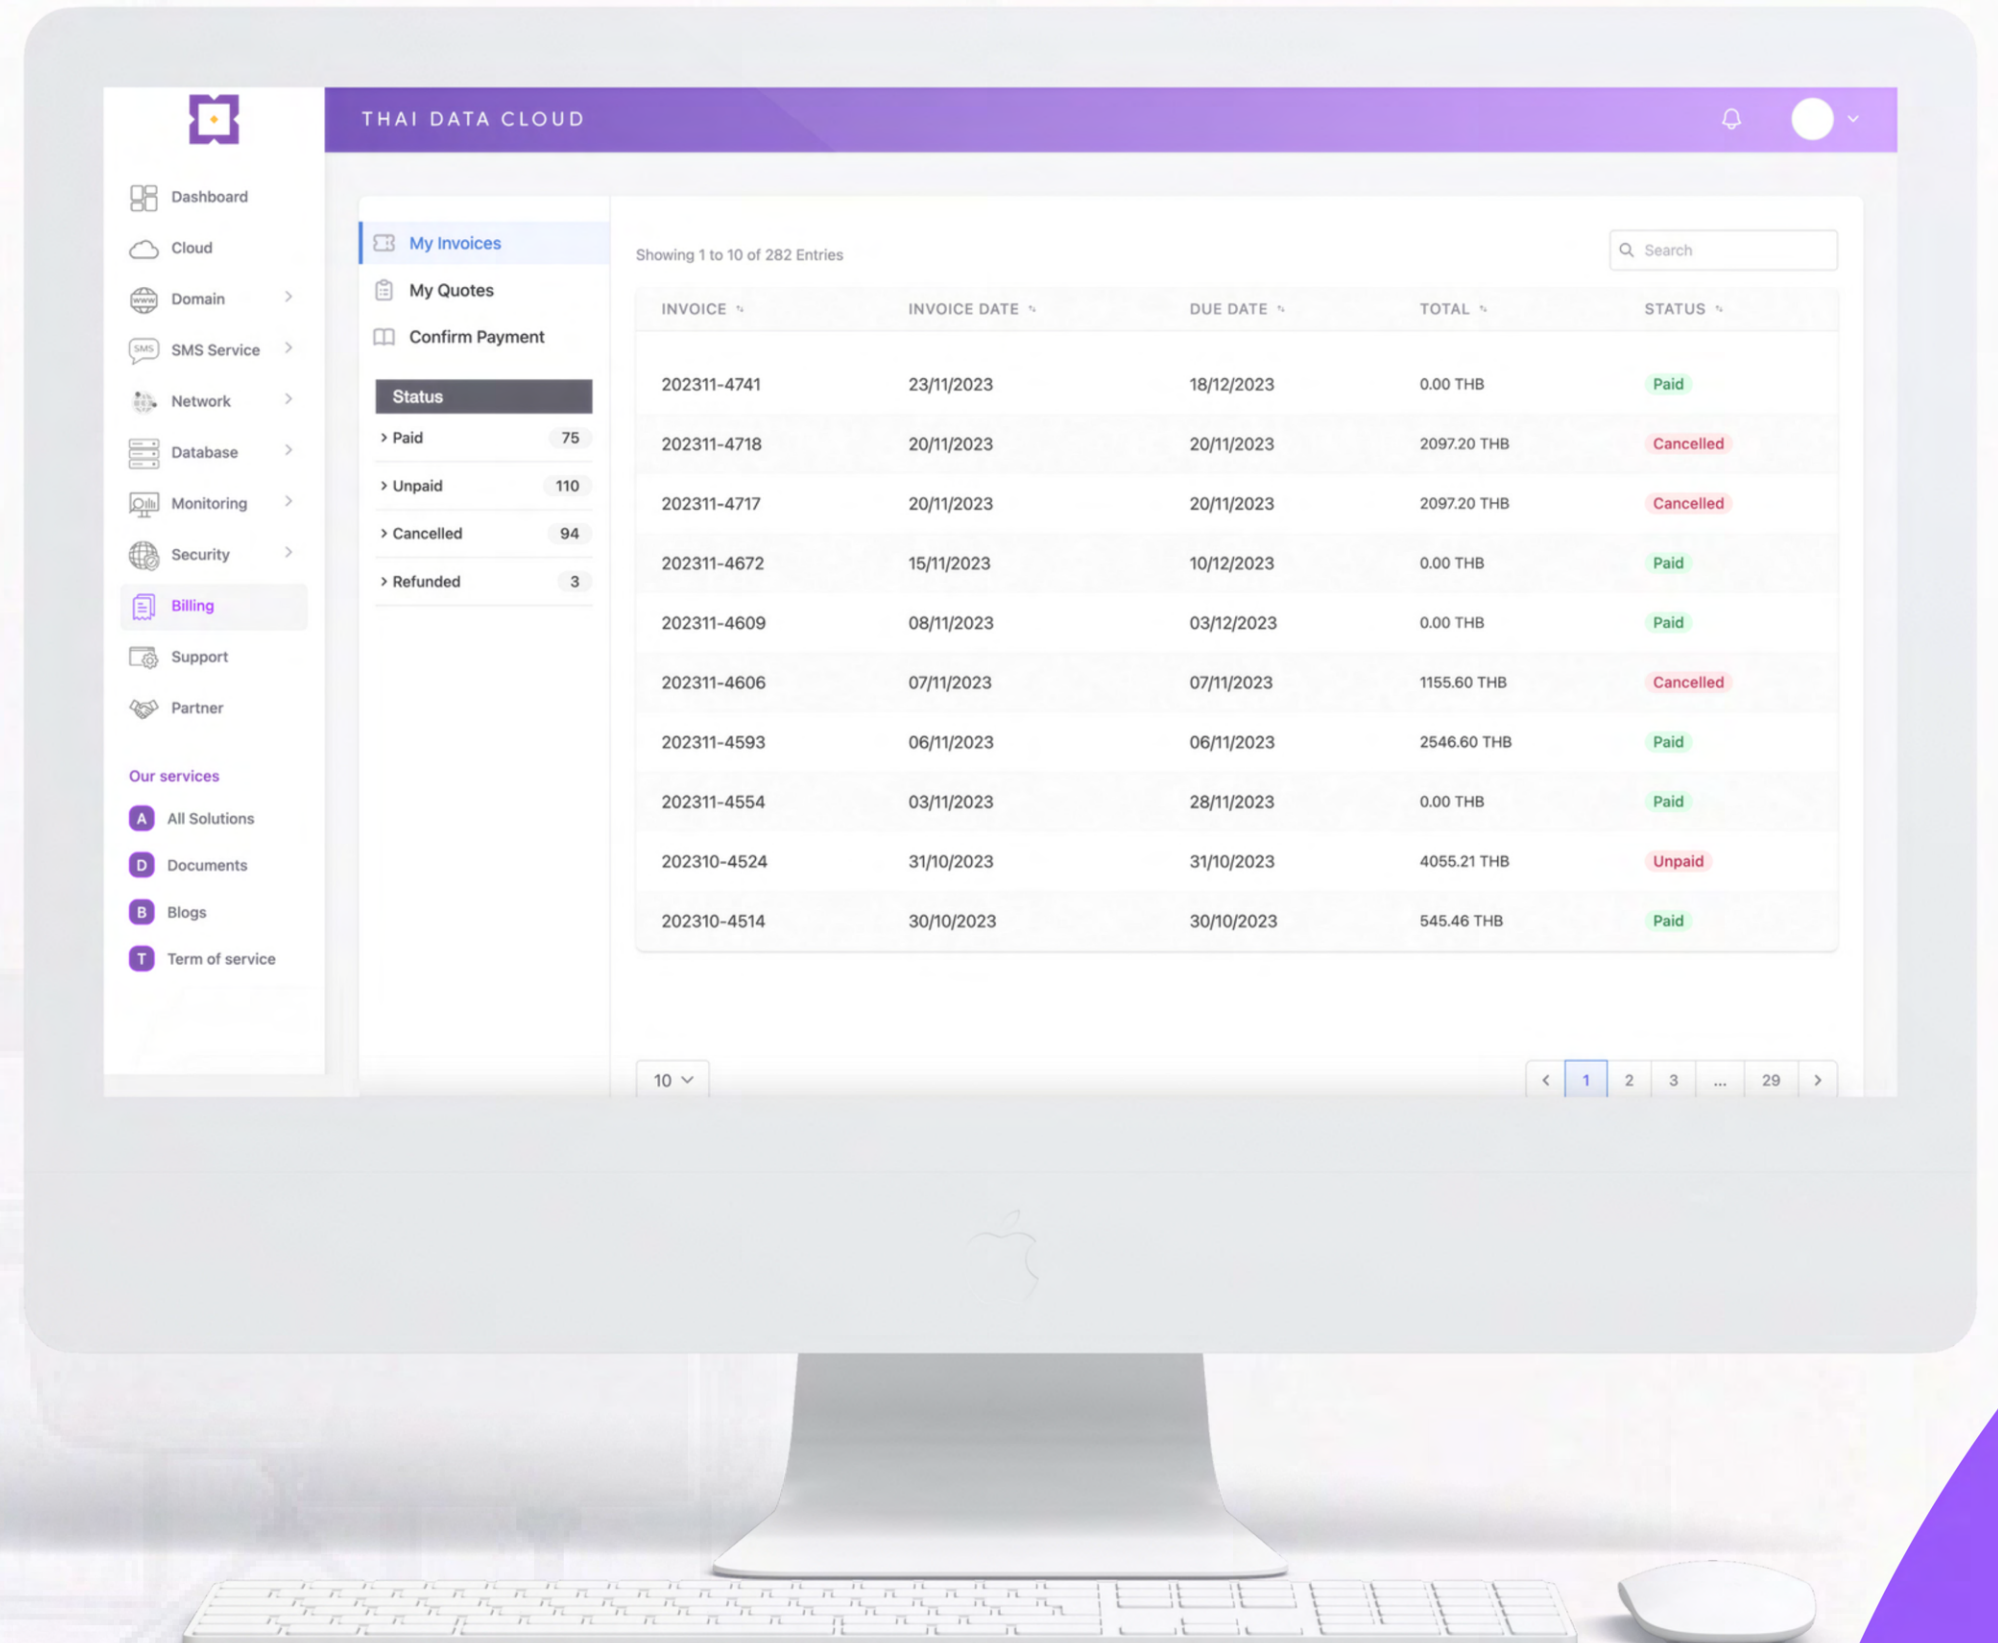 THAI DATA CLOUD
Dashboard
Cloud
www Domain
SMS SMS Service
Network
Database
Monitoring
Security
Billing
Support
Partner
Our services
A All Solutions
D Documents
B Blogs
T Term of service
My Invoices
My Quotes
Confirm Payment
Status
Paid 75
Unpaid 110
Cancelled 94
Refunded 3
Showing 1 to 10 of 282 Entries
Search
INVOICE INVOICE DATE DUE DATE TOTAL STATUS
202311-4741 23/11/2023 18/12/2023 0.00 THB Paid
202311-4718 20/11/2023 20/11/2023 2097.20 THB Cancelled
202311-4717 20/11/2023 20/11/2023 2097.20 THB Cancelled
202311-4672 15/11/2023 10/12/2023 0.00 THB Paid
202311-4609 08/11/2023 03/12/2023 0.00 THB Paid
202311-4606 07/11/2023 07/11/2023 1155.60 THB Cancelled
202311-4593 06/11/2023 06/11/2023 2546.60 THB Paid
202311-4554 03/11/2023 28/11/2023 0.00 THB Paid
202310-4524 31/10/2023 31/10/2023 4055.21 THB Unpaid
202310-4514 30/10/2023 30/10/2023 545.46 THB Paid
10
1 2 3 ... 29